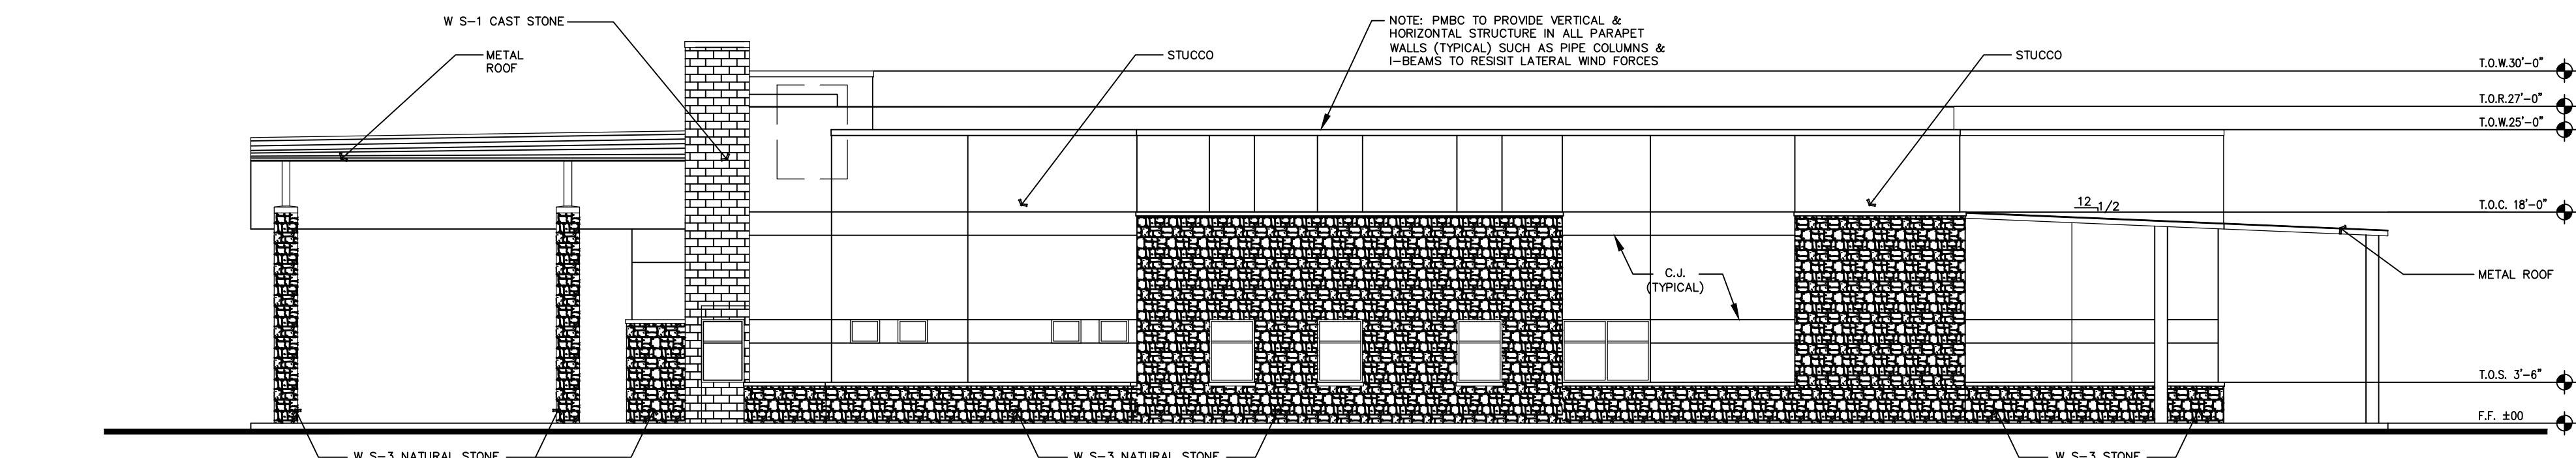 W S-1 CAST STONE
METAL
ROOF
STUCCO
NOTE: PMBC TO PROVIDE VERTICAL &
HORIZONTAL STRUCTURE IN ALL PARAPET
WALLS (TYPICAL) SUCH AS PIPE COLUMNS &
I-BEAMS TO RESISIT LATERAL WIND FORCES
STUCCO
T.O.W.30'-0"
T.O.R.27'-0"
T.O.W.25'-0"
12
1/2
T.O.C. 18'-0"
C.J.
(TYPICAL)
METAL ROOF
T.O.S. 3'-6"
F.F. ±00
W S-3 NATURAL STONE
W S-3 NATURAL STONE
W S-3 STONE